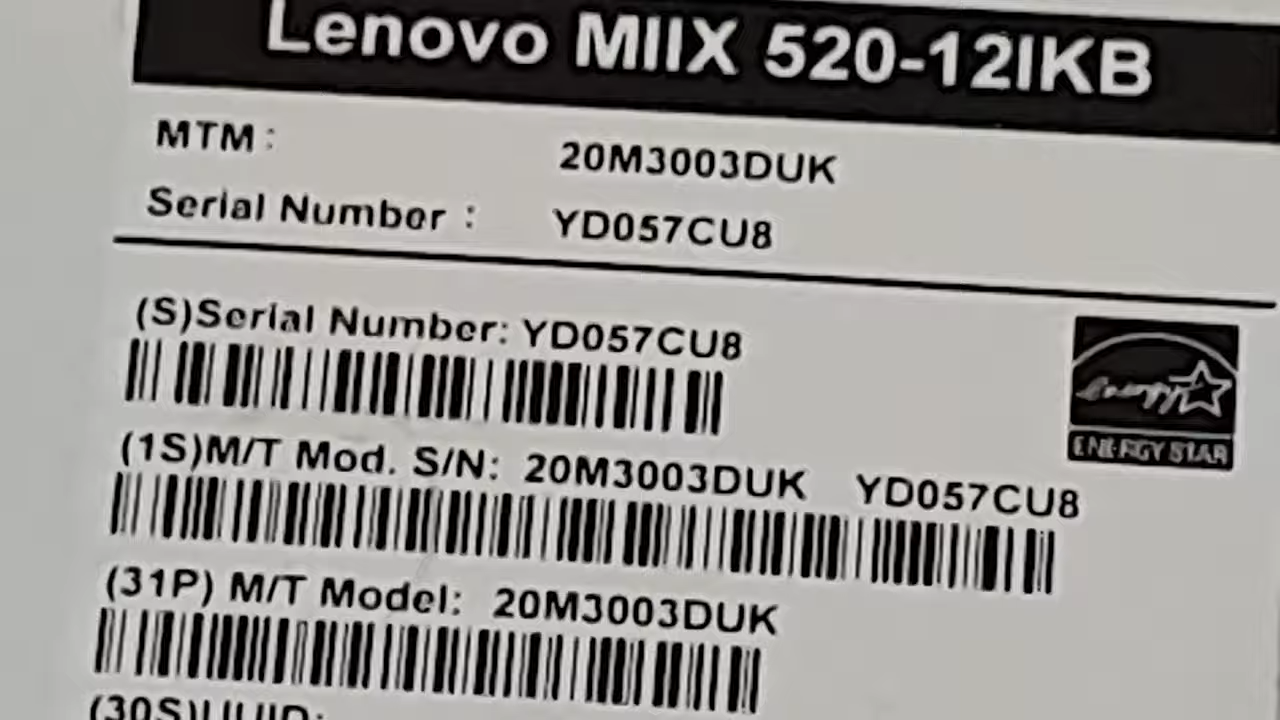 Lenovo MIIX 520-12IKB
MTM : 20M3003DUK
Serial Number : YD057CU8
(S)Serial Number: YD057CU8
(1S)M/T Mod. S/N: 20M3003DUK YD057CU8
energy
ENERGY STAR
(31P) M/T Model: 20M3003DUK
(30S)UUID: